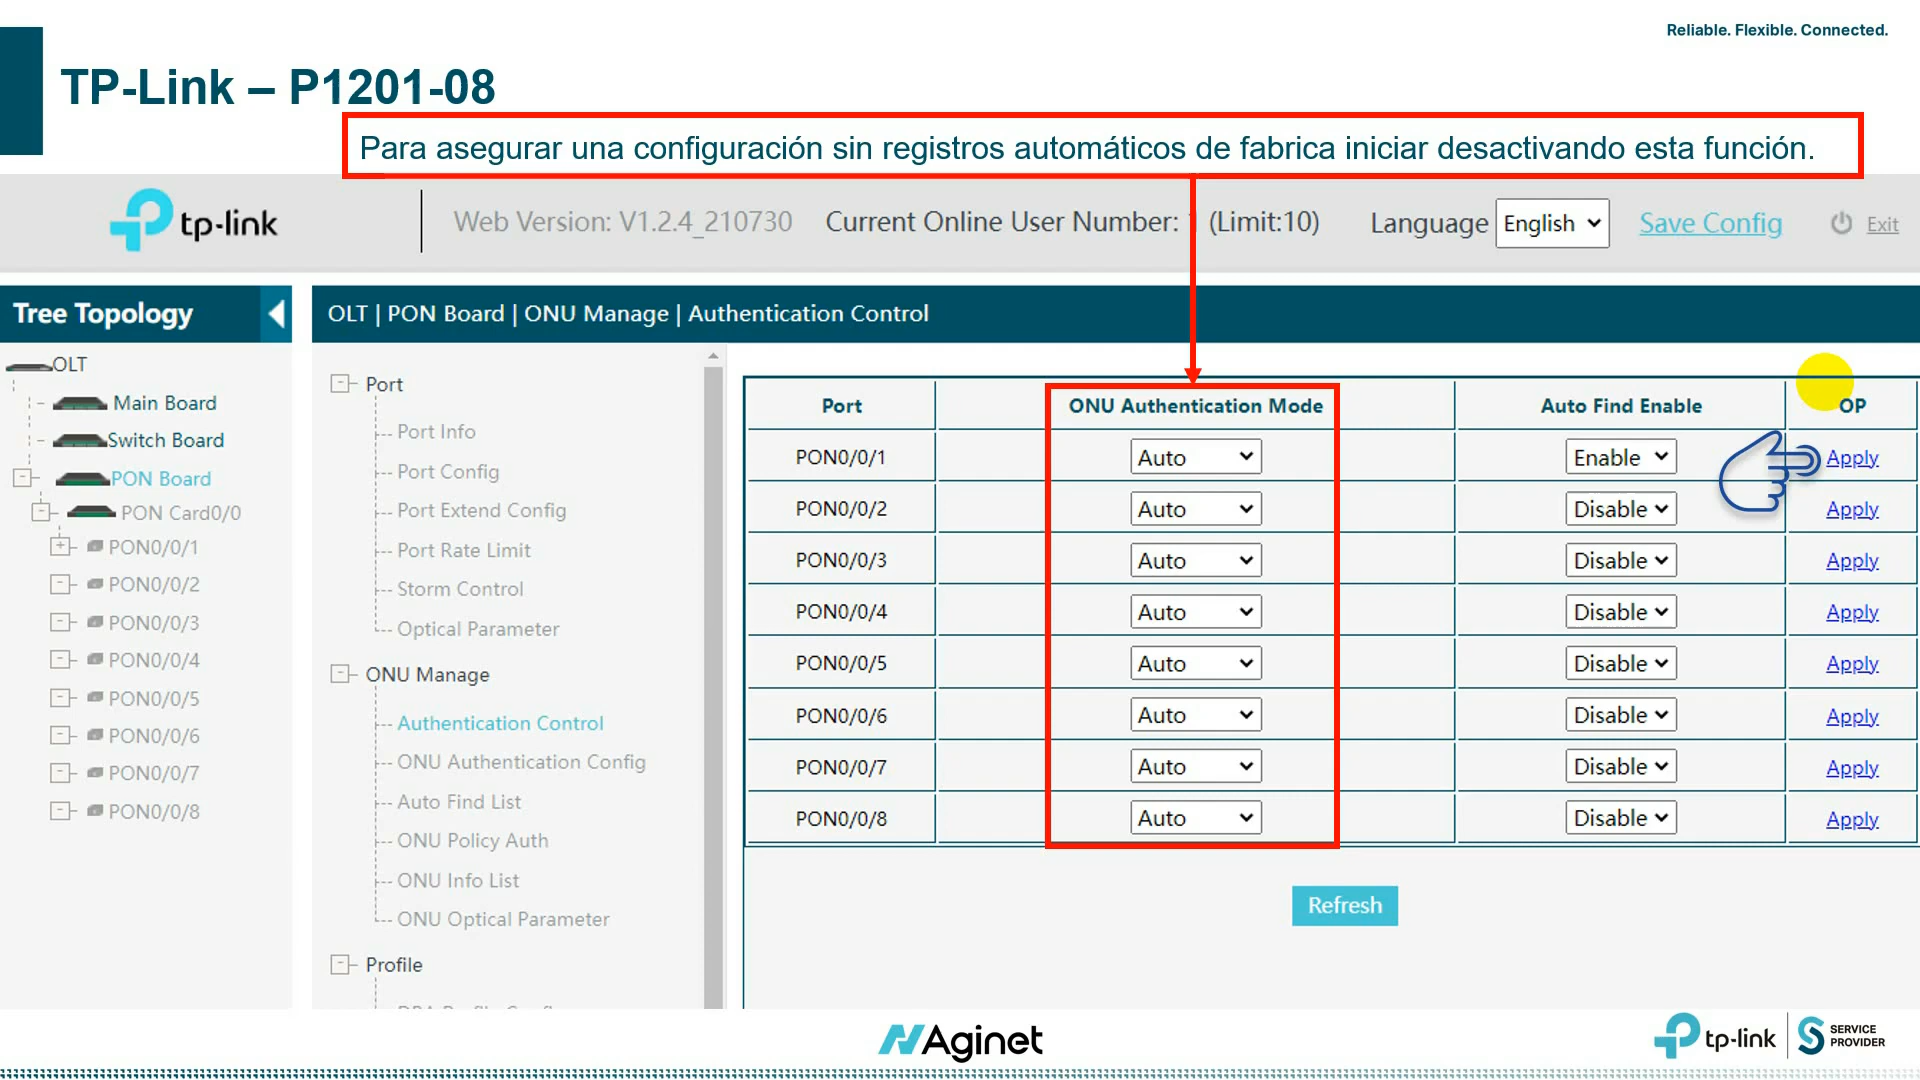 Reliable. Flexible. Connected.
TP-Link – P1201-08
Para asegurar una configuración sin registros automáticos de fabrica iniciar desactivando esta función.
tp-link
Web Version: V1.2.4_210730
Current Online User Number: (Limit:10)
Language English
Save Config
Exit
Tree Topology
OLT
Main Board
Switch Board
PON Board
PON Card0/0
PON0/0/1
PON0/0/2
PON0/0/3
PON0/0/4
PON0/0/5
PON0/0/6
PON0/0/7
PON0/0/8
OLT | PON Board | ONU Manage | Authentication Control
Port
Port Info
Port Config
Port Extend Config
Port Rate Limit
Storm Control
Optical Parameter
ONU Manage
Authentication Control
ONU Authentication Config
Auto Find List
ONU Policy Auth
ONU Info List
ONU Optical Parameter
Profile
Port ONU Authentication Mode Auto Find Enable OP
PON0/0/1 Auto Enable Apply
PON0/0/2 Auto Disable Apply
PON0/0/3 Auto Disable Apply
PON0/0/4 Auto Disable Apply
PON0/0/5 Auto Disable Apply
PON0/0/6 Auto Disable Apply
PON0/0/7 Auto Disable Apply
PON0/0/8 Auto Disable Apply
Refresh
Aginet
tp-link
SERVICE
PROVIDER